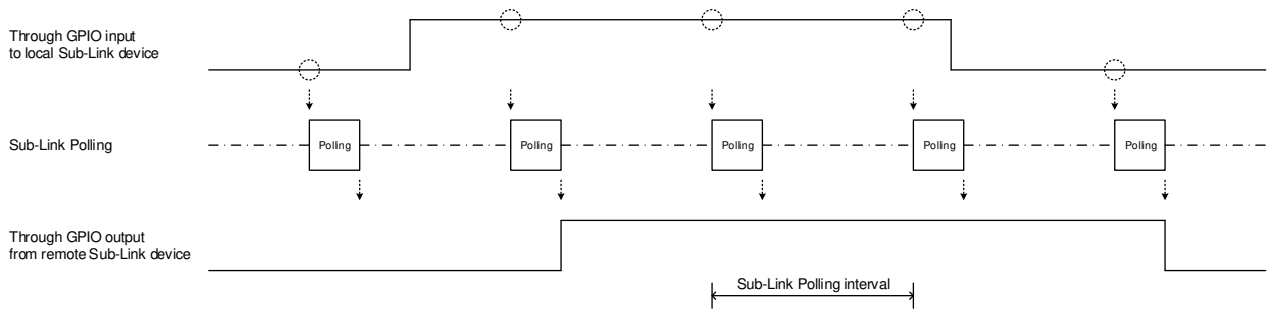 Through GPIO input
to local Sub-Link device
Sub-Link Polling
Polling
Polling
Polling
Polling
Polling
Through GPIO output
from remote Sub-Link device
Sub-Link Polling interval